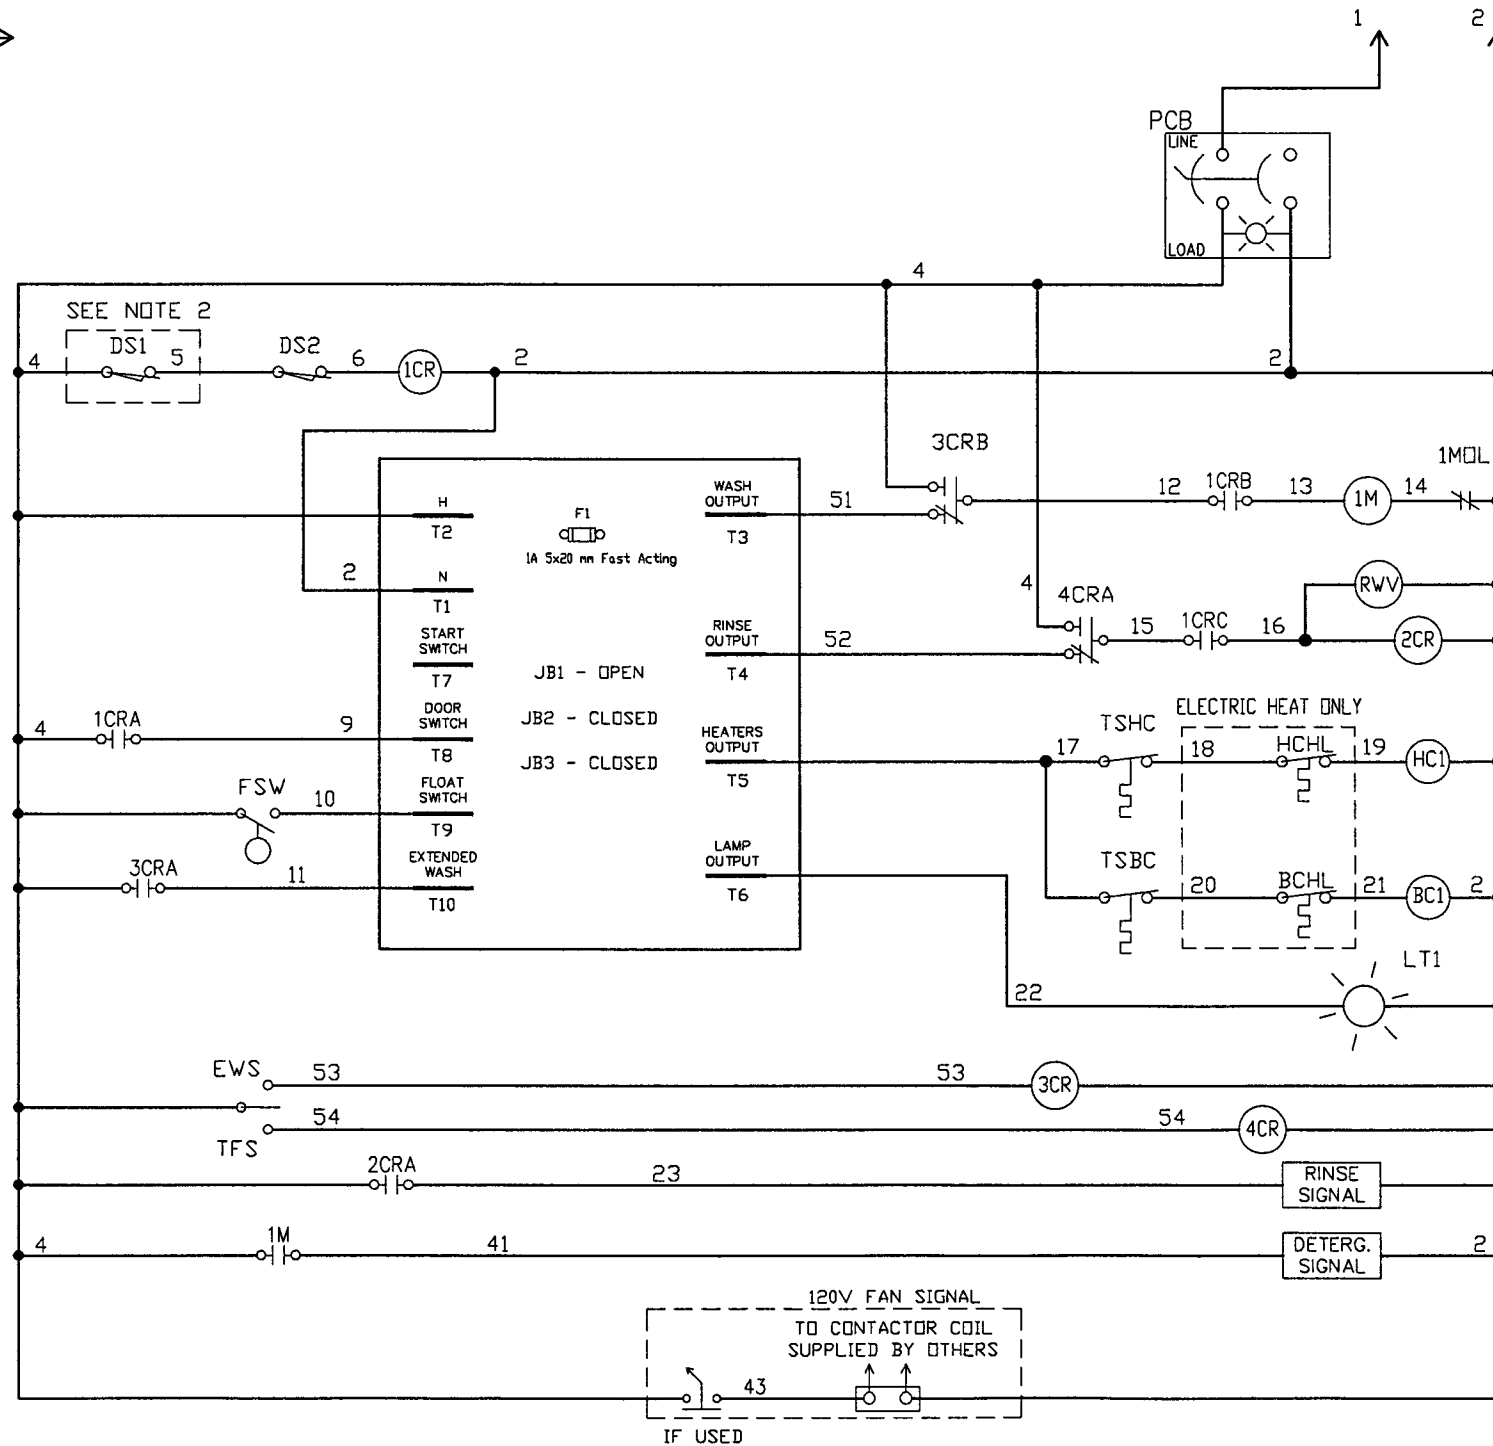 1 2
PCB
LINE
LOAD
4
SEE NOTE 2
4 DS1 5 DS2 6 1CR 2 2
3CRB
1MOL
H
T2
F1
1A 5x20 mm Fast Acting
WASH
OUTPUT
T3
51
12 1CRB 13 1M 14
2
N
T1
4
4CRA
RWV
START
SWITCH
T7
JB1 - OPEN
RINSE
OUTPUT
T4
52
15 1CRC 16 2CR
4 1CRA 9
DOOR
SWITCH
T8
JB2 - CLOSED
JB3 - CLOSED
HEATERS
OUTPUT
T5
ELECTRIC HEAT ONLY
17 TSHC 18 HCHL 19 HC1
FSW 10
FLOAT
SWITCH
T9
3CRA 11
EXTENDED
WASH
T10
LAMP
OUTPUT
T6
TSBC 20 BCHL 21 BC1 2
22
LT1
EWS 53 53 3CR
TFS 54 54 4CR
2CRA 23
RINSE
SIGNAL
4 1M 41
DETERG.
SIGNAL
2
120V FAN SIGNAL
TO CONTACTOR COIL
SUPPLIED BY OTHERS
43
IF USED